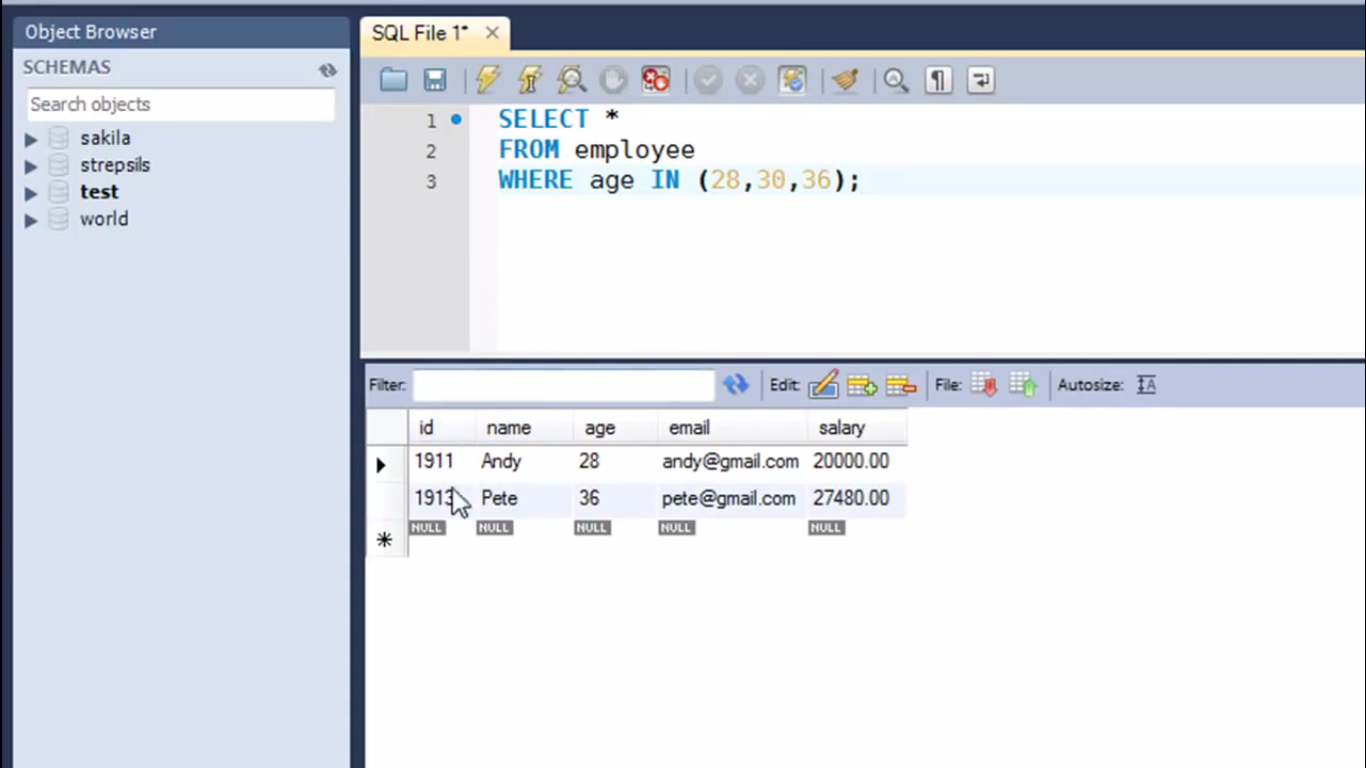 Object Browser
SCHEMAS
Search objects
sakila
strepsils
test
world
SQL File 1*
1 SELECT *
2 FROM employee
3 WHERE age IN (28,30,36);
Filter: Edit: File: Autosize:
id name age email salary
1911 Andy 28 andy@gmail.com 20000.00
1913 Pete 36 pete@gmail.com 27480.00
NULL NULL NULL NULL NULL